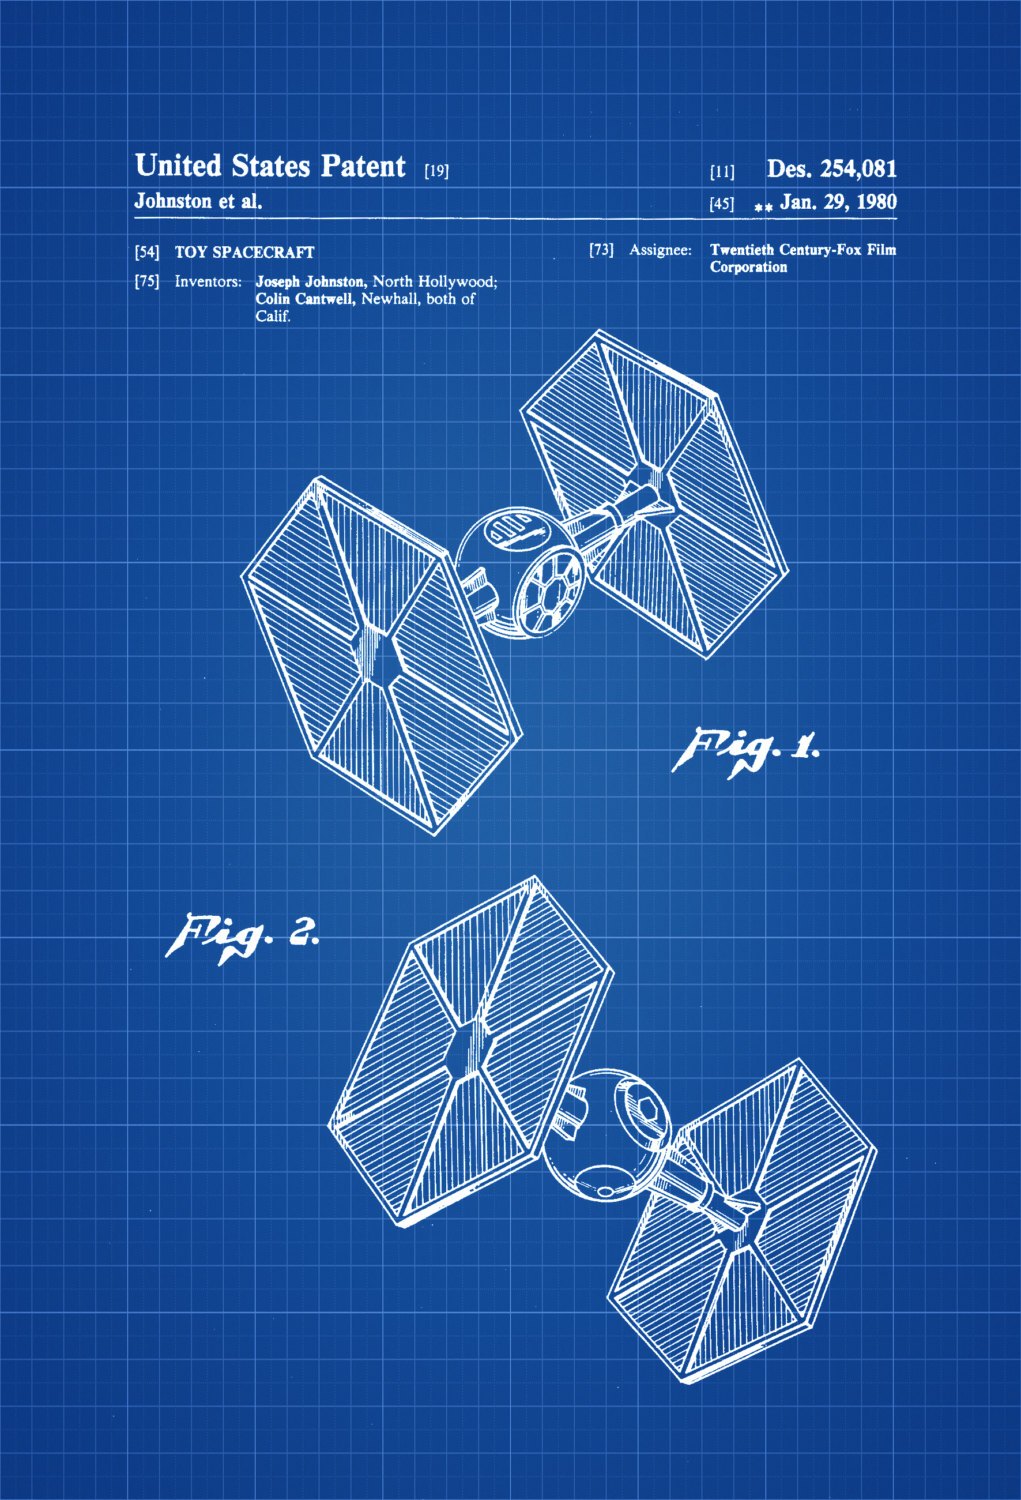 United States Patent [19] [11] Des. 254,081
Johnston et al. [45] ** Jan. 29, 1980
[54] TOY SPACECRAFT
[75] Inventors: Joseph Johnston, North Hollywood;
Colin Cantwell, Newhall, both of
Calif.
[73] Assignee: Twentieth Century-Fox Film
Corporation
Fig. 1.
Fig. 2.